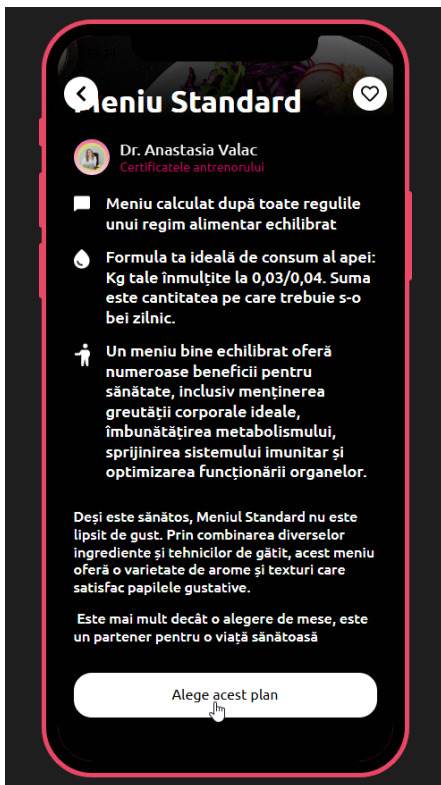 Meniu Standard
Dr. Anastasia Valac
Certificatele antrenorului
Meniu calculat după toate regulile
unui regim alimentar echilibrat
Formula ta ideală de consum al apei:
Kg tale înmulțite la 0,03/0,04. Suma
este cantitatea pe care trebuie s-o
bei zilnic.
Un meniu bine echilibrat oferă
numeroase beneficii pentru
sănătate, inclusiv menținerea
greutății corporale ideale,
îmbunătățirea metabolismului,
sprijinirea sistemului imunitar și
optimizarea funcționării organelor.
Deși este sănătos, Meniul Standard nu este
lipsit de gust. Prin combinarea diverselor
ingrediente și tehnicilor de gătit, acest meniu
oferă o varietate de arome și texturi care
satisfac papilele gustative.
Este mai mult decât o alegere de mese, este
un partener pentru o viață sănătoasă
Alege acest plan